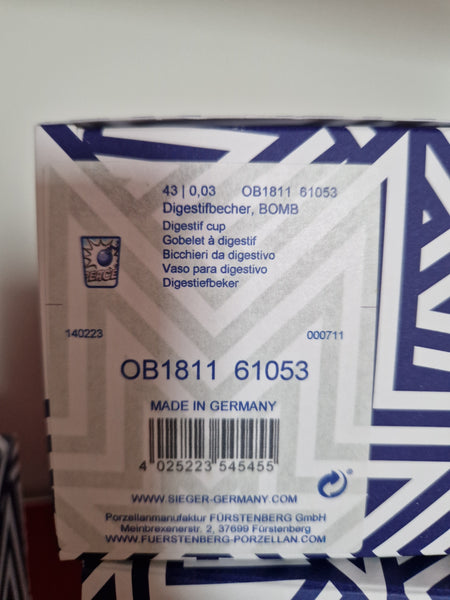 43 | 0,03 OB1811 61053
Digestifbecher, BOMB
Digestif cup
Gobelet à digestif
Bicchieri da digestivo
Vaso para digestivo
Digestiefbeker
140223 000711
OB1811 61053
MADE IN GERMANY
4 025223 545455
WWW.SIEGER-GERMANY.COM
Porzellanmanufaktur FÜRSTENBERG GmbH
Meinbrexenerstr. 2, 37699 Fürstenberg
WWW.FUERSTENBERG-PORZELLAN.COM